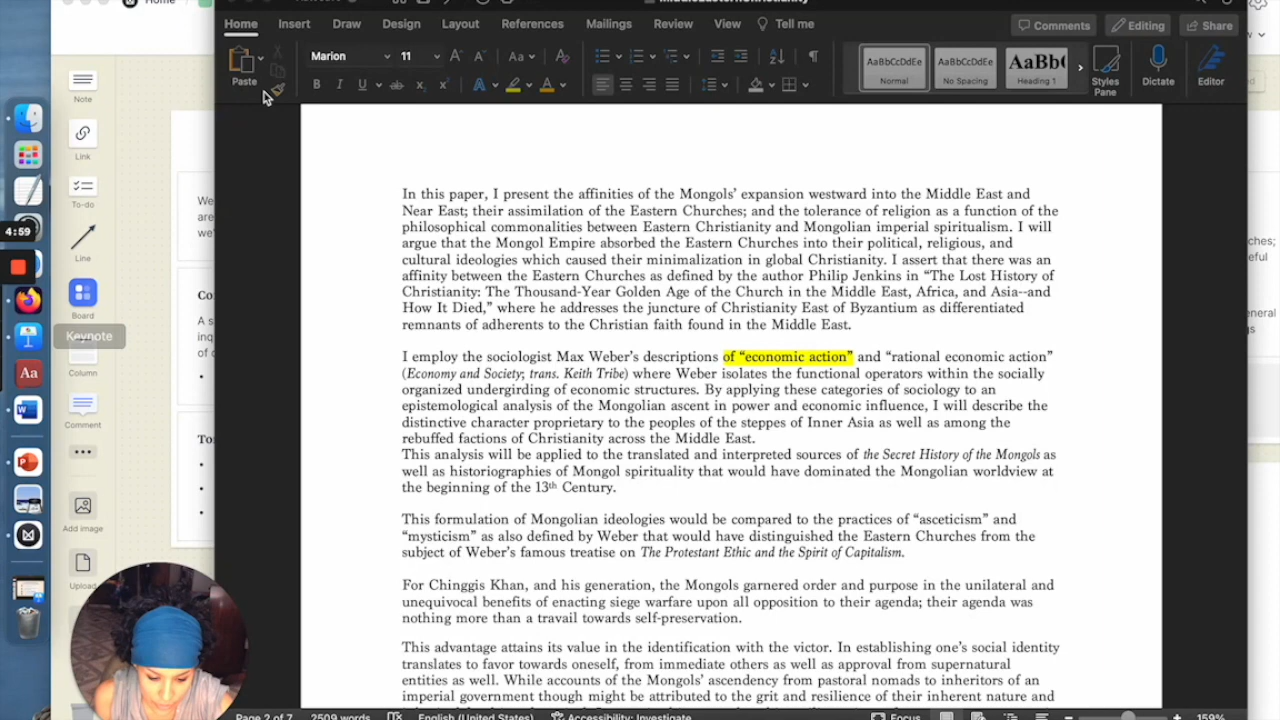 Home
MiddleEasternChristianity
Home Insert Draw Design Layout References Mailings Review View Tell me
Comments Editing Share
Paste
Marion 11
Aa
B I U ab x₂ x²
A A
AaBbCcDdEe AaBbCcDdEe AaBb(
Normal No Spacing Heading 1
Styles Pane
Dictate
Editor
Note
Link
To-do
Line
Board
Column
Comment
Add image
Upload
4:59
Keynote
Aa
We
are
we'
Co
A s
inq
of c
To
es;
eful
general
gs
In this paper, I present the affinities of the Mongols’ expansion westward into the Middle East and
Near East; their assimilation of the Eastern Churches; and the tolerance of religion as a function of the
philosophical commonalities between Eastern Christianity and Mongolian imperial spiritualism. I will
argue that the Mongol Empire absorbed the Eastern Churches into their political, religious, and
cultural ideologies which caused their minimalization in global Christianity. I assert that there was an
affinity between the Eastern Churches as defined by the author Philip Jenkins in “The Lost History of
Christianity: The Thousand-Year Golden Age of the Church in the Middle East, Africa, and Asia--and
How It Died,” where he addresses the juncture of Christianity East of Byzantium as differentiated
remnants of adherents to the Christian faith found in the Middle East.
I employ the sociologist Max Weber’s descriptions of “economic action” and “rational economic action”
(Economy and Society; trans. Keith Tribe) where Weber isolates the functional operators within the socially
organized undergirding of economic structures. By applying these categories of sociology to an
epistemological analysis of the Mongolian ascent in power and economic influence, I will describe the
distinctive character proprietary to the peoples of the steppes of Inner Asia as well as among the
rebuffed factions of Christianity across the Middle East.
This analysis will be applied to the translated and interpreted sources of the Secret History of the Mongols as
well as historiographies of Mongol spirituality that would have dominated the Mongolian worldview at
the beginning of the 13th Century.
This formulation of Mongolian ideologies would be compared to the practices of “asceticism” and
“mysticism” as also defined by Weber that would have distinguished the Eastern Churches from the
subject of Weber’s famous treatise on The Protestant Ethic and the Spirit of Capitalism.
For Chinggis Khan, and his generation, the Mongols garnered order and purpose in the unilateral and
unequivocal benefits of enacting siege warfare upon all opposition to their agenda; their agenda was
nothing more than a travail towards self-preservation.
This advantage attains its value in the identification with the victor. In establishing one’s social identity
translates to favor towards oneself, from immediate others as well as approval from supernatural
entities as well. While accounts of the Mongols’ ascendency from pastoral nomads to inheritors of an
imperial government though might be attributed to the grit and resilience of their inherent nature and
Page 2 of 7 2509 words English (United States) Accessibility: Investigate Focus 159%